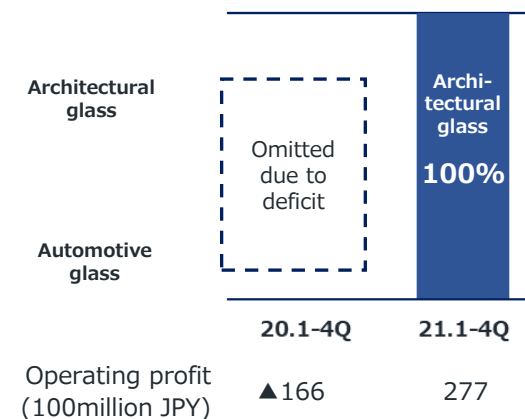 Architectural
glass
Automotive
glass
Omitted
due to
deficit
Archi-
tectural
glass
100%
20.1-4Q 21.1-4Q
Operating profit
(100million JPY)
▲166 277